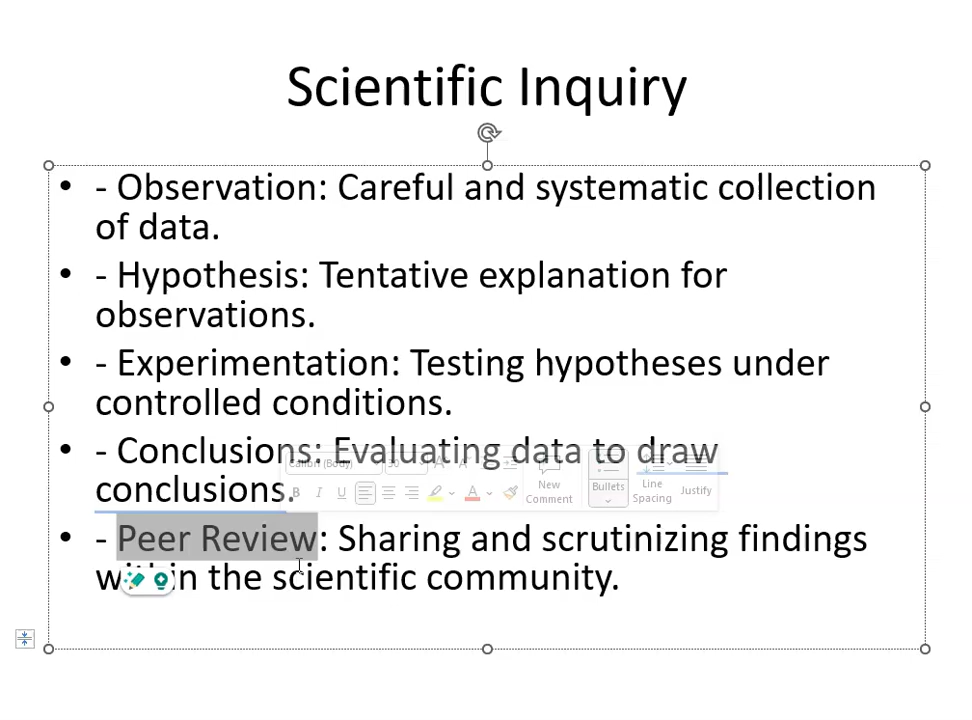 Scientific Inquiry
• - Observation: Careful and systematic collection
of data.
• - Hypothesis: Tentative explanation for
observations.
• - Experimentation: Testing hypotheses under
controlled conditions.
• - Conclusions: Evaluating data to draw
conclusions.
Calibri (Body) A A
B I U A New Comment Bullets Line Spacing Justify
• - Peer Review: Sharing and scrutinizing findings
within the scientific community.